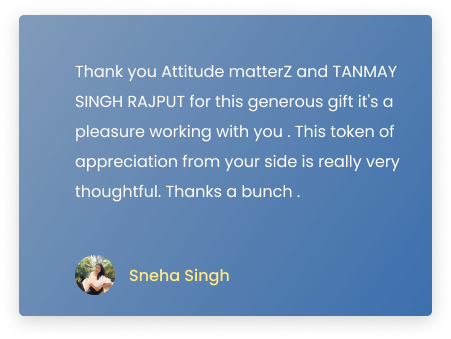 Thank you Attitude matterZ and TANMAY
SINGH RAJPUT for this generous gift it's a
pleasure working with you . This token of
appreciation from your side is really very
thoughtful. Thanks a bunch .
Sneha Singh